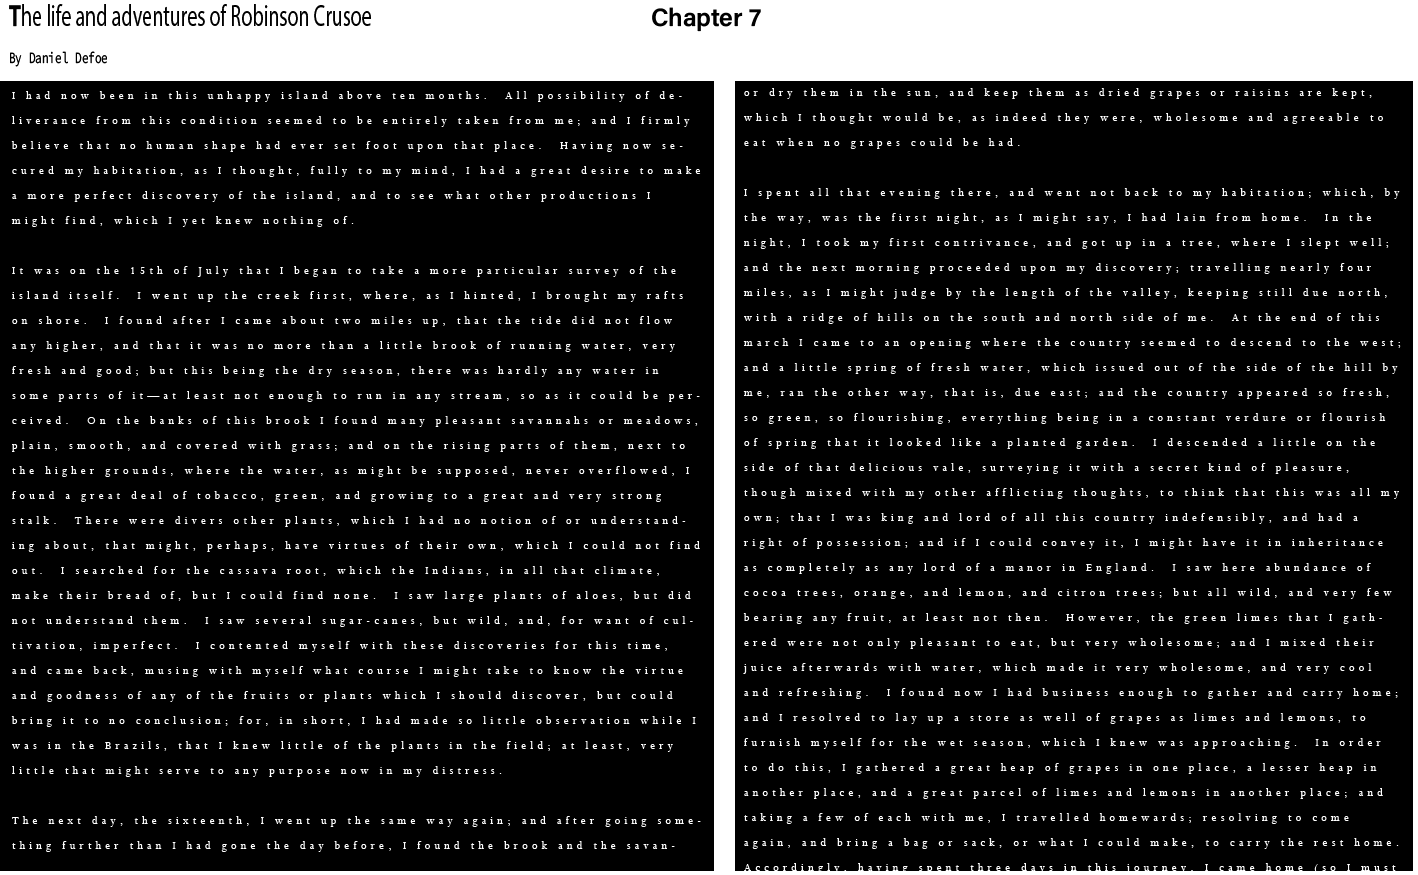 The life and adventures of Robinson Crusoe
Chapter 7
By Daniel Defoe
I had now been in this unhappy island above ten months.  All possibility of de-
liverance from this condition seemed to be entirely taken from me; and I firmly
believe that no human shape had ever set foot upon that place.  Having now se-
cured my habitation, as I thought, fully to my mind, I had a great desire to make
a more perfect discovery of the island, and to see what other productions I
might find, which I yet knew nothing of.
It was on the 15th of July that I began to take a more particular survey of the
island itself.  I went up the creek first, where, as I hinted, I brought my rafts
on shore.  I found after I came about two miles up, that the tide did not flow
any higher, and that it was no more than a little brook of running water, very
fresh and good; but this being the dry season, there was hardly any water in
some parts of it—at least not enough to run in any stream, so as it could be per-
ceived.  On the banks of this brook I found many pleasant savannahs or meadows,
plain, smooth, and covered with grass; and on the rising parts of them, next to
the higher grounds, where the water, as might be supposed, never overflowed, I
found a great deal of tobacco, green, and growing to a great and very strong
stalk.  There were divers other plants, which I had no notion of or understand-
ing about, that might, perhaps, have virtues of their own, which I could not find
out.  I searched for the cassava root, which the Indians, in all that climate,
make their bread of, but I could find none.  I saw large plants of aloes, but did
not understand them.  I saw several sugar-canes, but wild, and, for want of cul-
tivation, imperfect.  I contented myself with these discoveries for this time,
and came back, musing with myself what course I might take to know the virtue
and goodness of any of the fruits or plants which I should discover, but could
bring it to no conclusion; for, in short, I had made so little observation while I
was in the Brazils, that I knew little of the plants in the field; at least, very
little that might serve to any purpose now in my distress.
The next day, the sixteenth, I went up the same way again; and after going some-
thing further than I had gone the day before, I found the brook and the savan-
or dry them in the sun, and keep them as dried grapes or raisins are kept,
which I thought would be, as indeed they were, wholesome and agreeable to
eat when no grapes could be had.
I spent all that evening there, and went not back to my habitation; which, by
the way, was the first night, as I might say, I had lain from home.  In the
night, I took my first contrivance, and got up in a tree, where I slept well;
and the next morning proceeded upon my discovery; travelling nearly four
miles, as I might judge by the length of the valley, keeping still due north,
with a ridge of hills on the south and north side of me.  At the end of this
march I came to an opening where the country seemed to descend to the west;
and a little spring of fresh water, which issued out of the side of the hill by
me, ran the other way, that is, due east; and the country appeared so fresh,
so green, so flourishing, everything being in a constant verdure or flourish
of spring that it looked like a planted garden.  I descended a little on the
side of that delicious vale, surveying it with a secret kind of pleasure,
though mixed with my other afflicting thoughts, to think that this was all my
own; that I was king and lord of all this country indefensibly, and had a
right of possession; and if I could convey it, I might have it in inheritance
as completely as any lord of a manor in England.  I saw here abundance of
cocoa trees, orange, and lemon, and citron trees; but all wild, and very few
bearing any fruit, at least not then.  However, the green limes that I gath-
ered were not only pleasant to eat, but very wholesome; and I mixed their
juice afterwards with water, which made it very wholesome, and very cool
and refreshing.  I found now I had business enough to gather and carry home;
and I resolved to lay up a store as well of grapes as limes and lemons, to
furnish myself for the wet season, which I knew was approaching.  In order
to do this, I gathered a great heap of grapes in one place, a lesser heap in
another place, and a great parcel of limes and lemons in another place; and
taking a few of each with me, I travelled homewards; resolving to come
again, and bring a bag or sack, or what I could make, to carry the rest home.
Accordingly, having spent three days in this journey, I came home (so I must